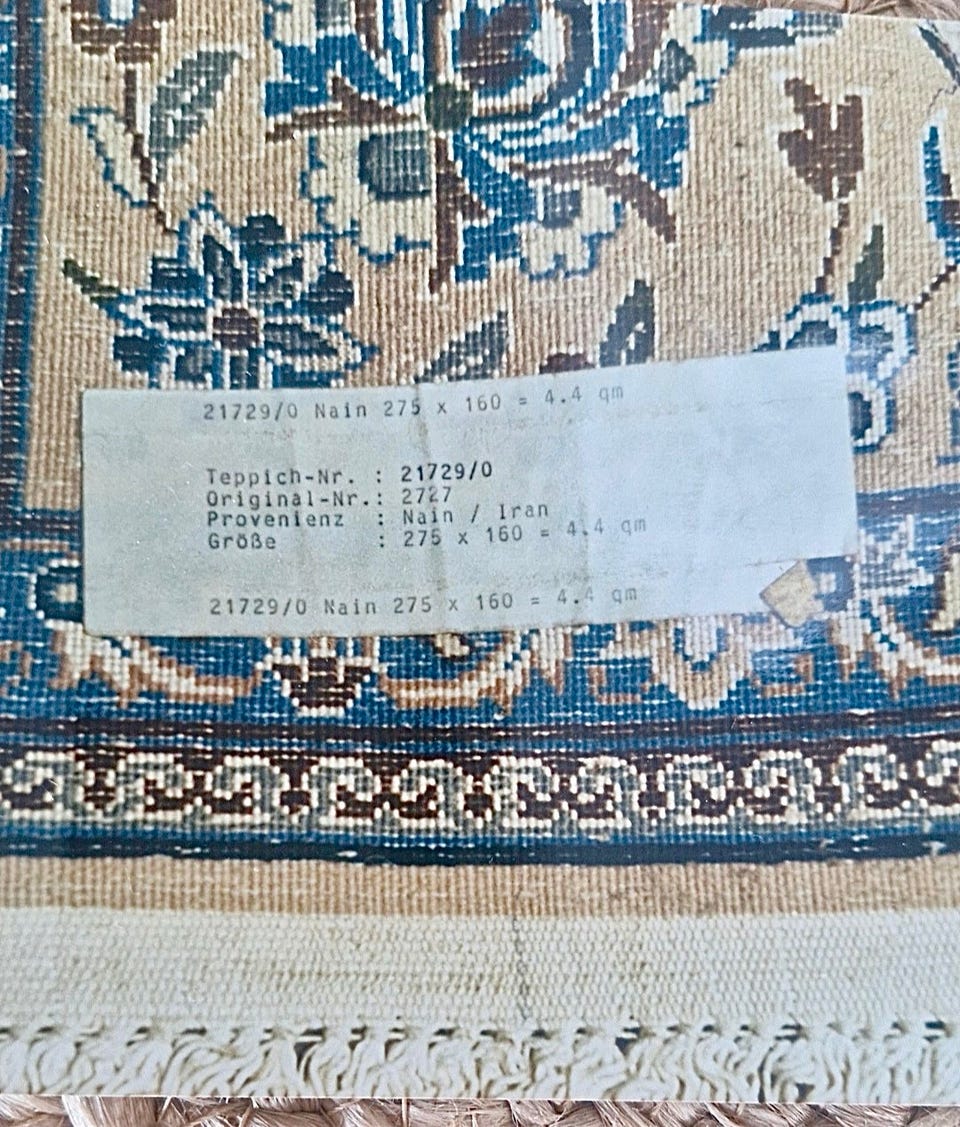 21729/0 Nain 275 x 160 = 4.4 qm
Teppich-Nr. : 21729/0
Original-Nr.: 2727
Provenienz : Nain / Iran
Größe : 275 x 160 = 4.4 qm
21729/0 Nain 275 x 160 = 4.4 qm